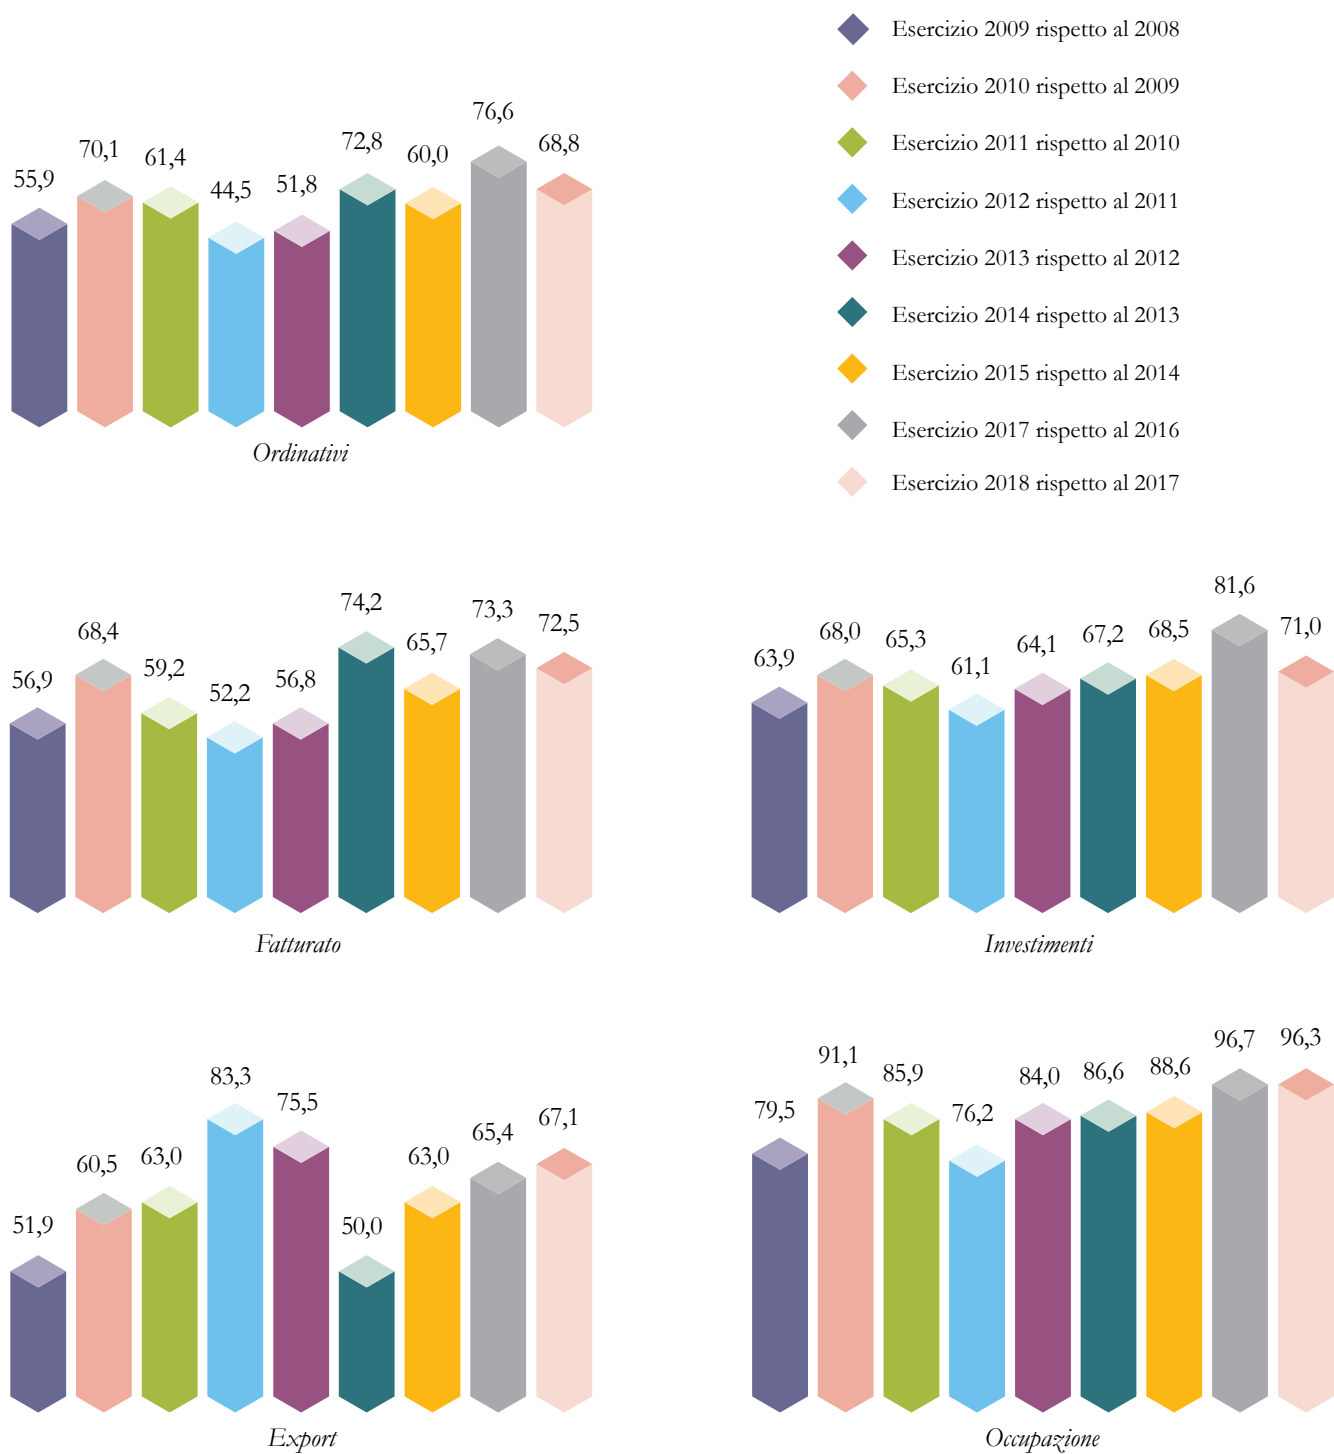 Esercizio 2009 rispetto al 2008
Esercizio 2010 rispetto al 2009
Esercizio 2011 rispetto al 2010
Esercizio 2012 rispetto al 2011
Esercizio 2013 rispetto al 2012
Esercizio 2014 rispetto al 2013
Esercizio 2015 rispetto al 2014
Esercizio 2017 rispetto al 2016
Esercizio 2018 rispetto al 2017
55,9 70,1 61,4 44,5 51,8 72,8 60,0 76,6 68,8
Ordinativi
56,9 68,4 59,2 52,2 56,8 74,2 65,7 73,3 72,5
Fatturato
63,9 68,0 65,3 61,1 64,1 67,2 68,5 81,6 71,0
Investimenti
51,9 60,5 63,0 83,3 75,5 50,0 63,0 65,4 67,1
Export
79,5 91,1 85,9 76,2 84,0 86,6 88,6 96,7 96,3
Occupazione